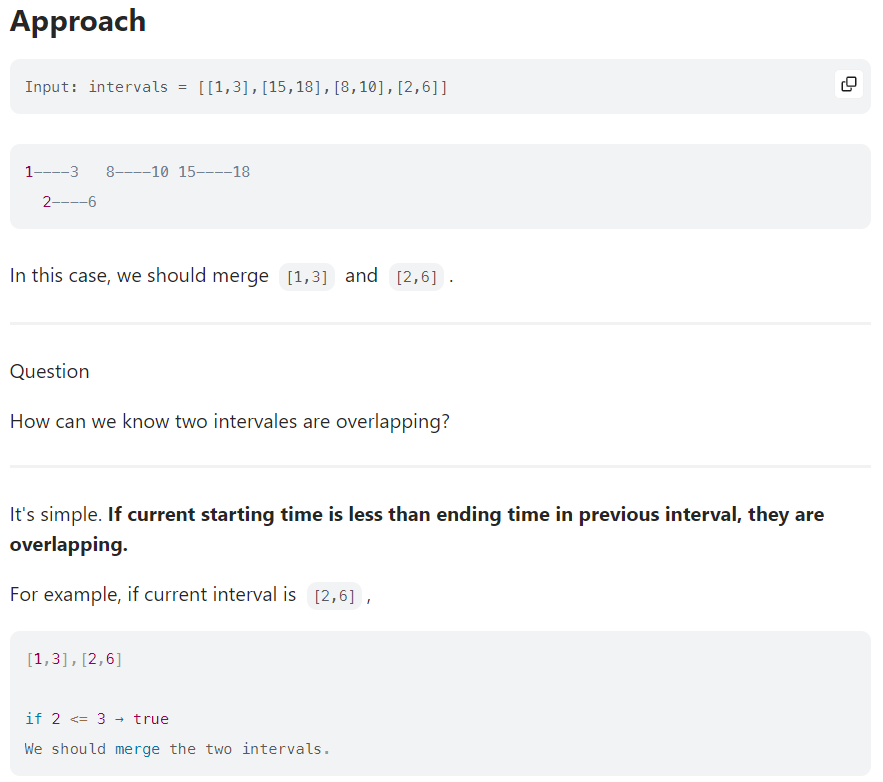 Approach
Input: intervals = [[1,3],[15,18],[8,10],[2,6]]
1----3   8----10 15----18
  2----6
In this case, we should merge [1,3] and [2,6] .
Question
How can we know two intervales are overlapping?
It's simple. If current starting time is less than ending time in previous interval, they are
overlapping.
For example, if current interval is [2,6] ,
[1,3],[2,6]
if 2 <= 3 → true
We should merge the two intervals.